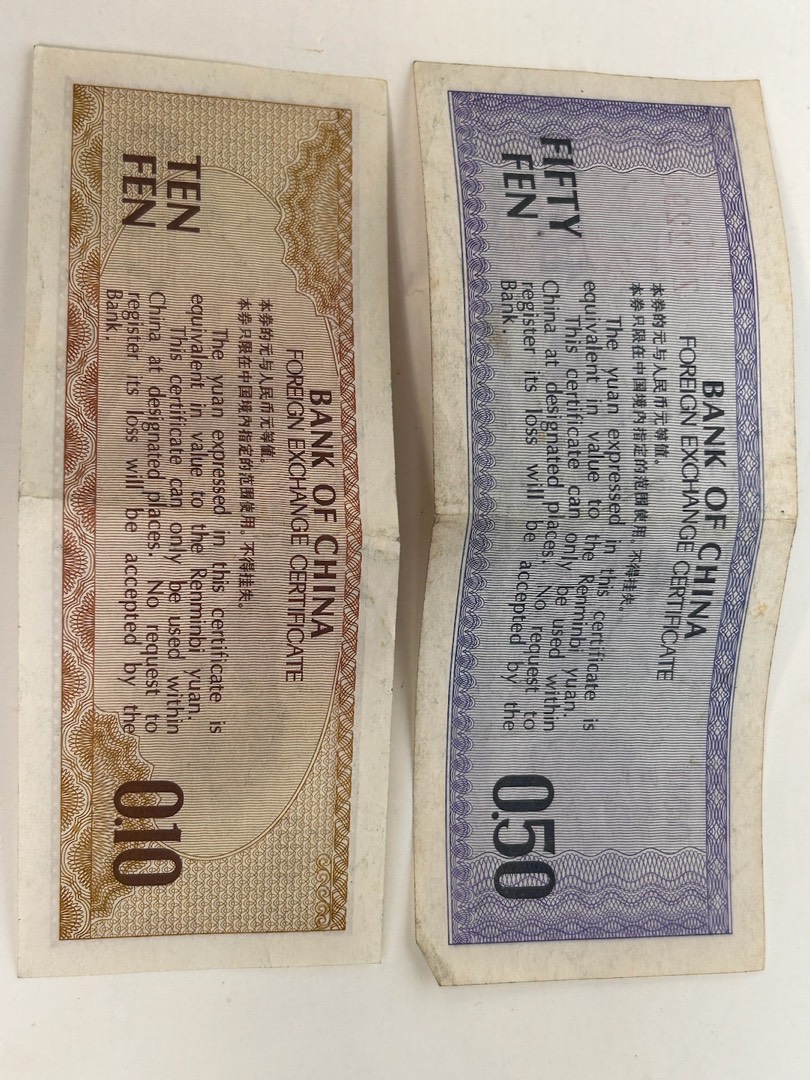 BANK OF CHINA
FOREIGN EXCHANGE CERTIFICATE
本券的元与人民币元等值。
本券只限在中国境内指定的范围使用。不得挂失。
The yuan expressed in this certificate is
equivalent in value to the Renminbi yuan.
This certificate can only be used within
China at designated places. No request to
register its loss will be accepted by the
Bank.
FIFTY
FEN
0.50
BANK OF CHINA
FOREIGN EXCHANGE CERTIFICATE
本券的元与人民币元等值。
本券只限在中国境内指定的范围使用。不得挂失。
The yuan expressed in this certificate is
equivalent in value to the Renminbi yuan.
This certificate can only be used within
China at designated places. No request to
register its loss will be accepted by the
Bank.
TEN
FEN
0.10